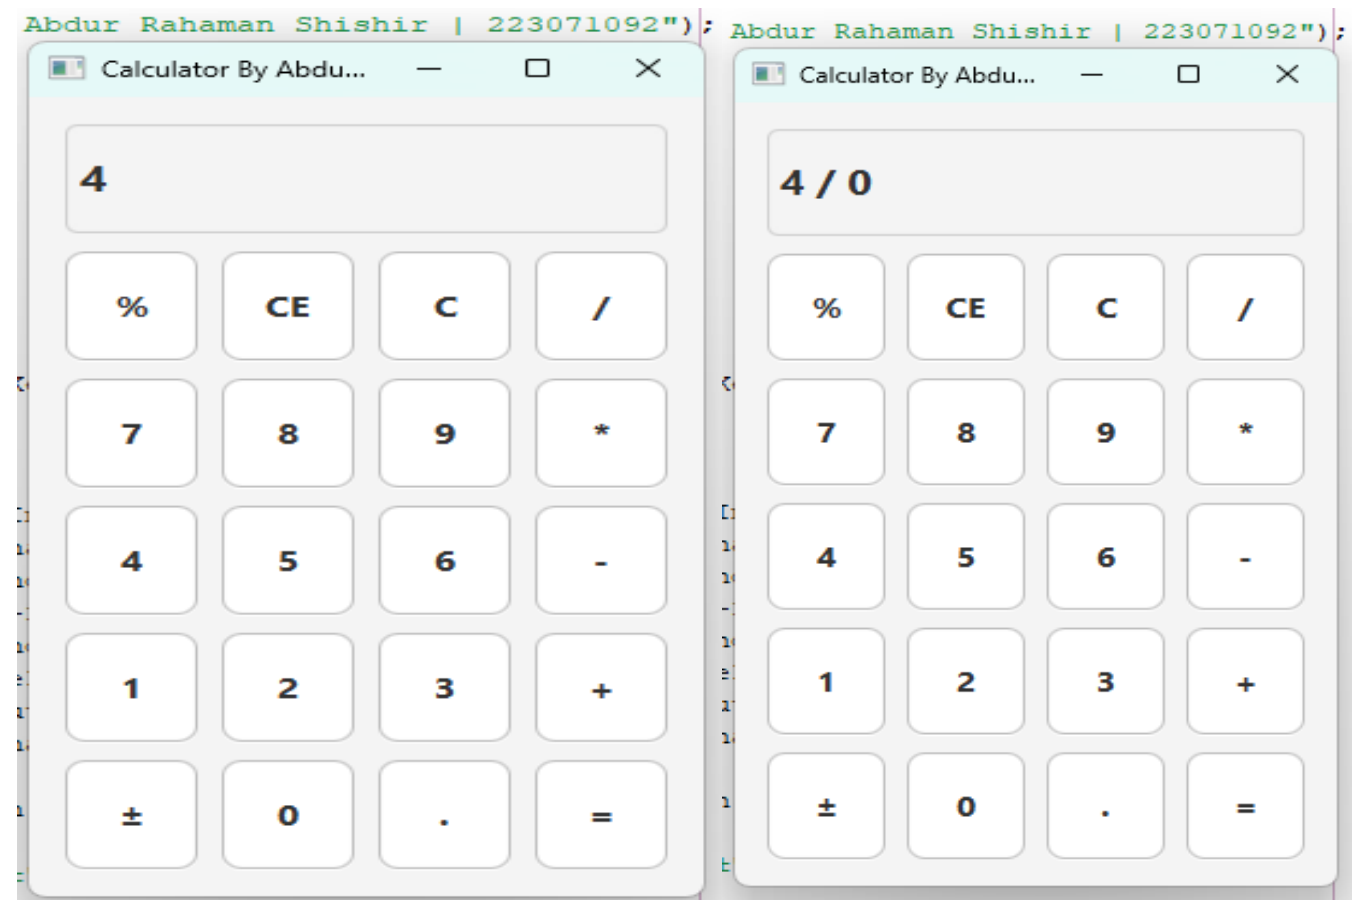 Abdur Rahaman Shishir | 223071092");
Calculator By Abdu...
4
% CE C /
7 8 9 *
4 5 6 -
1 2 3 +
± 0 . =
Abdur Rahaman Shishir | 223071092");
Calculator By Abdu...
4 / 0
% CE C /
7 8 9 *
4 5 6 -
1 2 3 +
± 0 . =